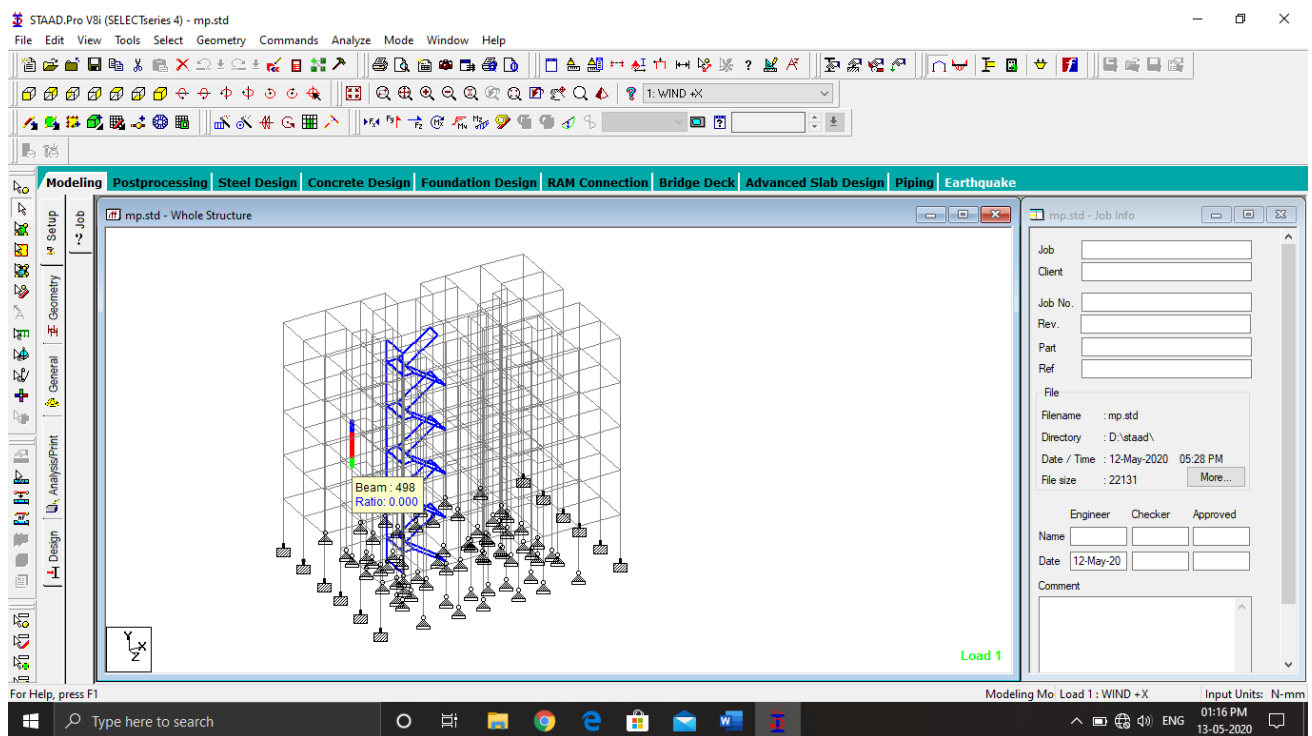 STAAD.Pro V8i (SELECTseries 4) - mp.std
File Edit View Tools Select Geometry Commands Analyze Mode Window Help
1: WIND +X
Modeling Postprocessing Steel Design Concrete Design Foundation Design RAM Connection Bridge Deck Advanced Slab Design Piping Earthquake
Setup
Geometry
General
Analysis/Print
Design
Job
mp.std - Whole Structure
Beam : 498
Ratio: 0.000
Y
X
Z
Load 1
mp.std - Job Info
Job
Client
Job No.
Rev.
Part
Ref
File
Filename : mp.std
Directory : D:\staad\
Date / Time : 12-May-2020 05:28 PM
File size : 22131 More...
Engineer Checker Approved
Name
Date 12-May-20
Comment
For Help, press F1 Modeling Mo Load 1 : WIND +X Input Units: N-mm
Type here to search ENG 01:16 PM
13-05-2020